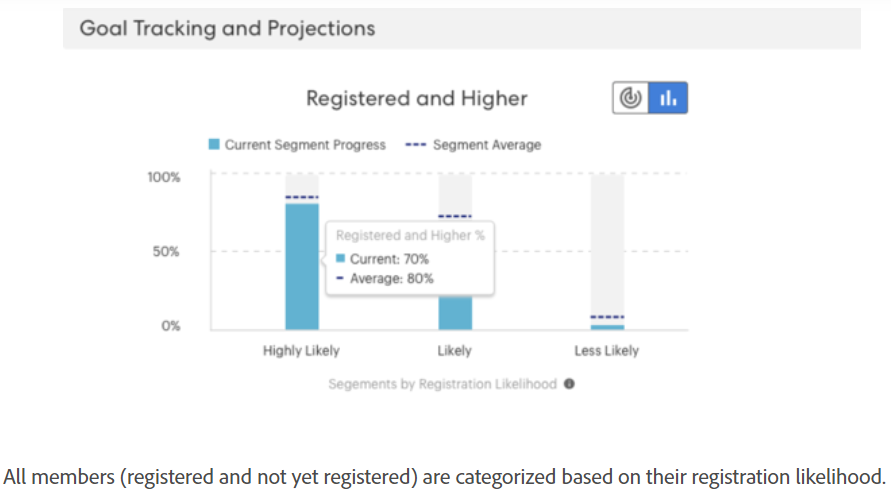 Goal Tracking and Projections
Registered and Higher
Current Segment Progress
Segment Average
100%
50%
0%
Registered and Higher %
Current: 70%
Average: 80%
Highly Likely
Likely
Less Likely
Segements by Registration Likelihood
All members (registered and not yet registered) are categorized based on their registration likelihood.